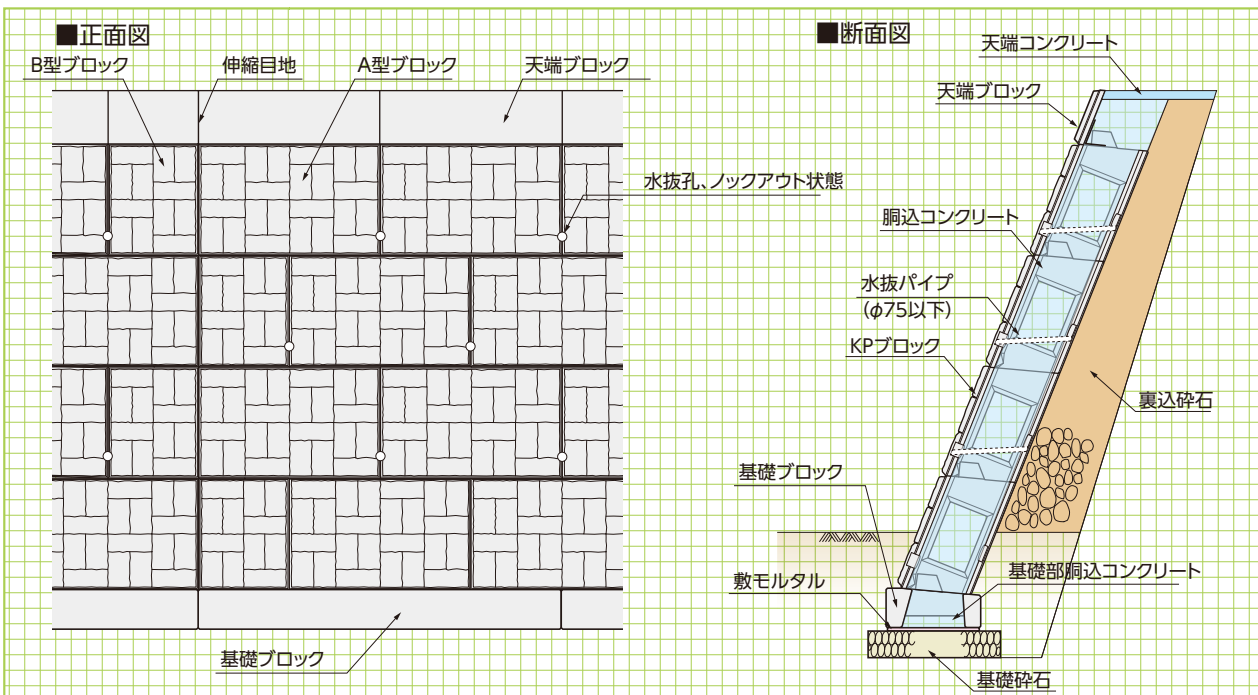 ■正面図
B型ブロック
伸縮目地
A型ブロック
天端ブロック
水抜孔、ノックアウト状態
基礎ブロック
■断面図
天端コンクリート
天端ブロック
胴込コンクリート
水抜パイプ
(φ75以下)
KPブロック
裏込砕石
基礎ブロック
基礎部胴込コンクリート
敷モルタル
基礎砕石